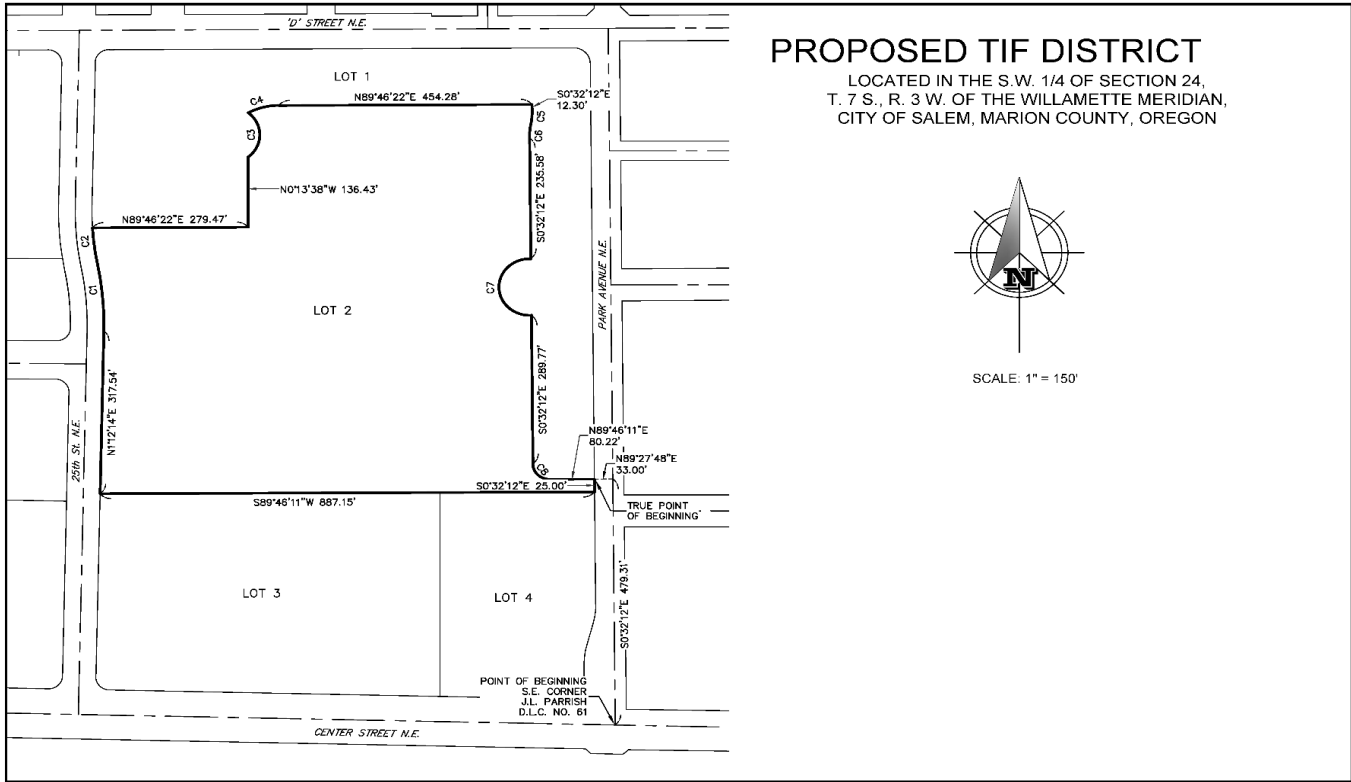 'D' STREET N.E.
PROPOSED TIF DISTRICT
LOCATED IN THE S.W. 1/4 OF SECTION 24,
T. 7 S., R. 3 W. OF THE WILLAMETTE MERIDIAN,
CITY OF SALEM, MARION COUNTY, OREGON
LOT 1
N89°46'22"E 454.28'
S0°32'12"E
12.30'
C4
C5
C3
C6
N0°13'38"W 136.43'
S0°32'12"E 235.58'
N89°46'22"E 279.47'
C2
C1
C7
LOT 2
PARK AVENUE N.E.
N
SCALE: 1" = 150'
N1°12'14"E 317.54'
S0°32'12"E 289.77'
25th St. N.E.
N89°46'11"E
80.22'
N89°27'48"E
33.00'
C8
S0°32'12"E 25.00'
S89°46'11"W 887.15'
TRUE POINT
OF BEGINNING
LOT 3
LOT 4
S0°32'12"E 479.31'
POINT OF BEGINNING
S.E. CORNER
J.L. PARRISH
D.L.C. NO. 61
CENTER STREET N.E.